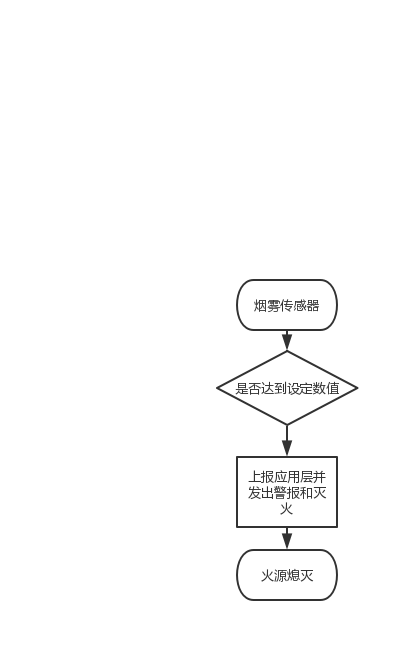 烟雾传感器
是否达到设定数值
上报应用层并
发出警报和灭
火
火源熄灭